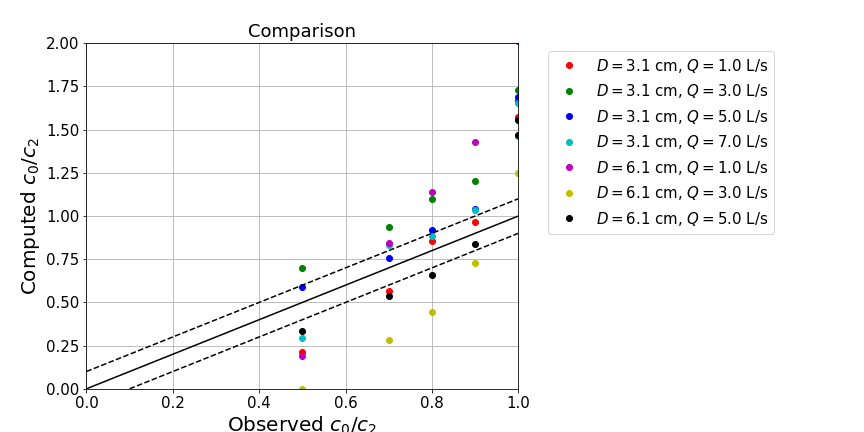 Comparison
2.00
1.75
1.50
1.25
1.00
0.75
0.50
0.25
0.00
Computed c₀/c₂
0.0 0.2 0.4 0.6 0.8 1.0
Observed c₀/c₂
D = 3.1 cm, Q = 1.0 L/s
D = 3.1 cm, Q = 3.0 L/s
D = 3.1 cm, Q = 5.0 L/s
D = 3.1 cm, Q = 7.0 L/s
D = 6.1 cm, Q = 1.0 L/s
D = 6.1 cm, Q = 3.0 L/s
D = 6.1 cm, Q = 5.0 L/s